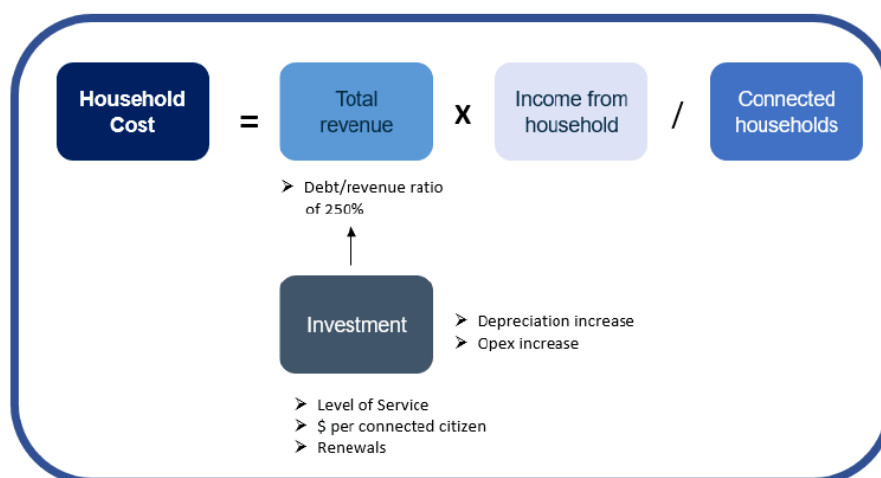 Household
Cost
=
Total
revenue
x
Income from
household
/
Connected
households
➢ Debt/revenue ratio
of 250%
Investment
➢ Depreciation increase
➢ Opex increase
➢ Level of Service
➢ $ per connected citizen
➢ Renewals